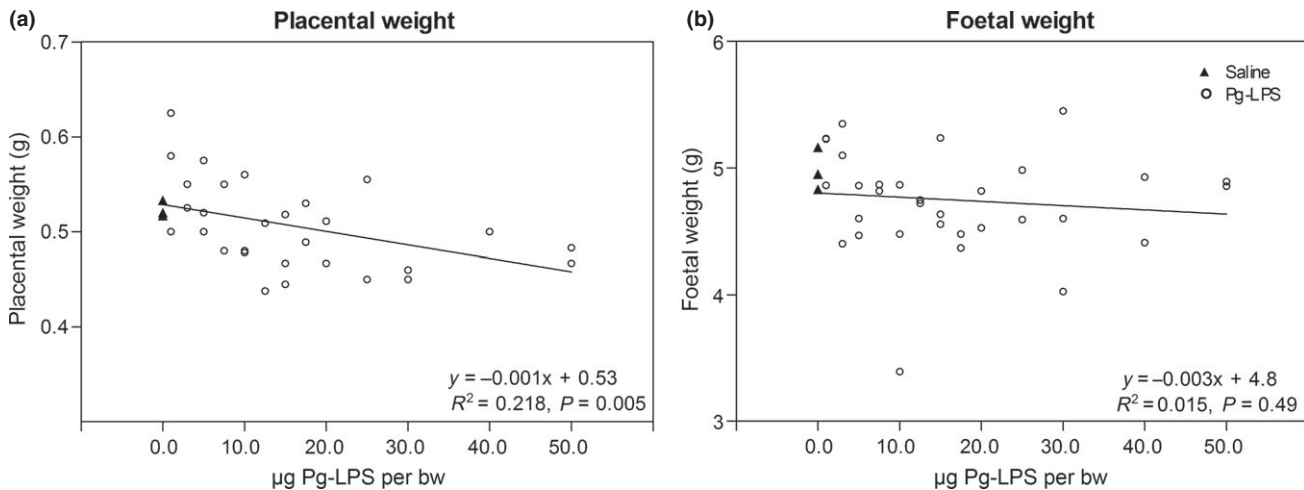 (a)
Placental weight
Placental weight (g)
0.7
0.6
0.5
0.4
y = –0.001x + 0.53
R² = 0.218, P = 0.005
0.0 10.0 20.0 30.0 40.0 50.0
µg Pg-LPS per bw
(b)
Foetal weight
Foetal weight (g)
6
5
4
3
Saline
Pg-LPS
y = –0.003x + 4.8
R² = 0.015, P = 0.49
0.0 10.0 20.0 30.0 40.0 50.0
µg Pg-LPS per bw